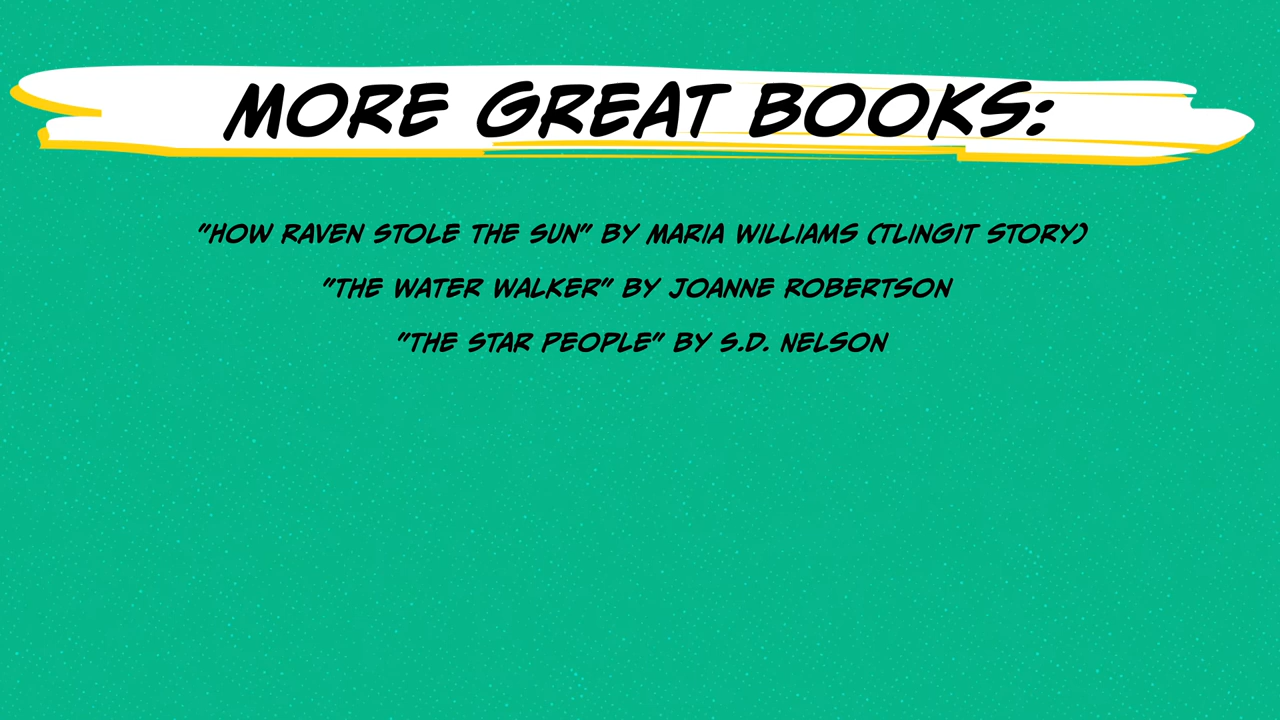 MORE GREAT BOOKS:
"HOW RAVEN STOLE THE SUN" BY MARIA WILLIAMS (TLINGIT STORY)
"THE WATER WALKER" BY JOANNE ROBERTSON
"THE STAR PEOPLE" BY S.D. NELSON